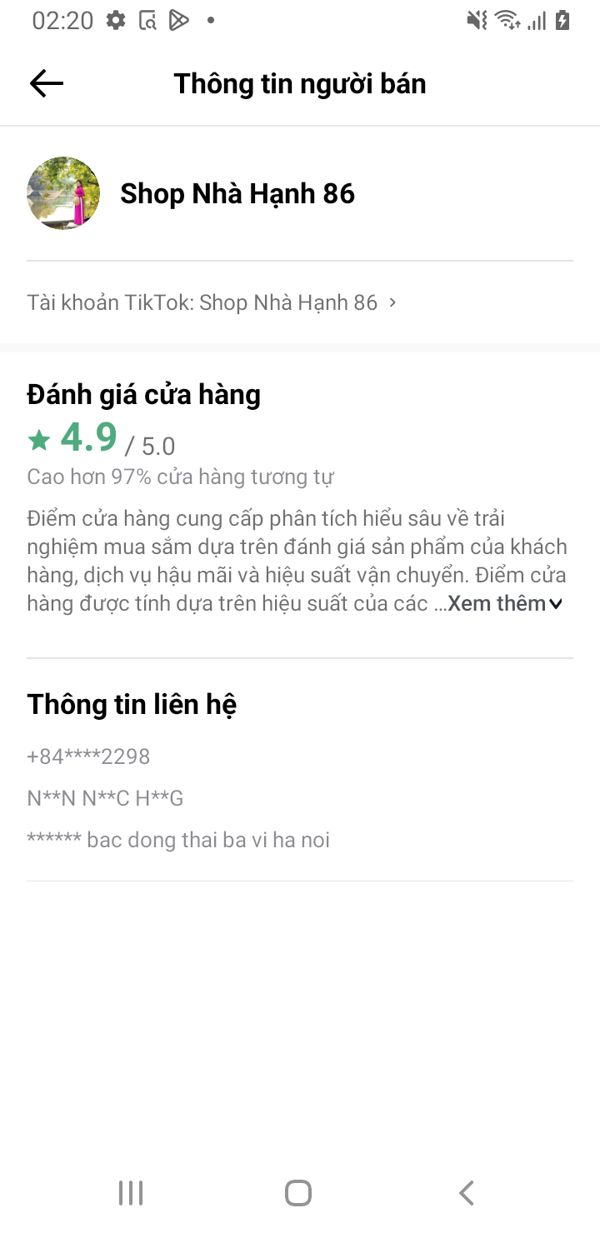 02:20
Thông tin người bán
Shop Nhà Hạnh 86
Tài khoản TikTok: Shop Nhà Hạnh 86 ›
Đánh giá cửa hàng
4.9 / 5.0
Cao hơn 97% cửa hàng tương tự
Điểm cửa hàng cung cấp phân tích hiểu sâu về trải
nghiệm mua sắm dựa trên đánh giá sản phẩm của khách
hàng, dịch vụ hậu mãi và hiệu suất vận chuyển. Điểm cửa
hàng được tính dựa trên hiệu suất của các ...Xem thêm
Thông tin liên hệ
+84****2298
N**N N**C H**G
****** bac dong thai ba vi ha noi